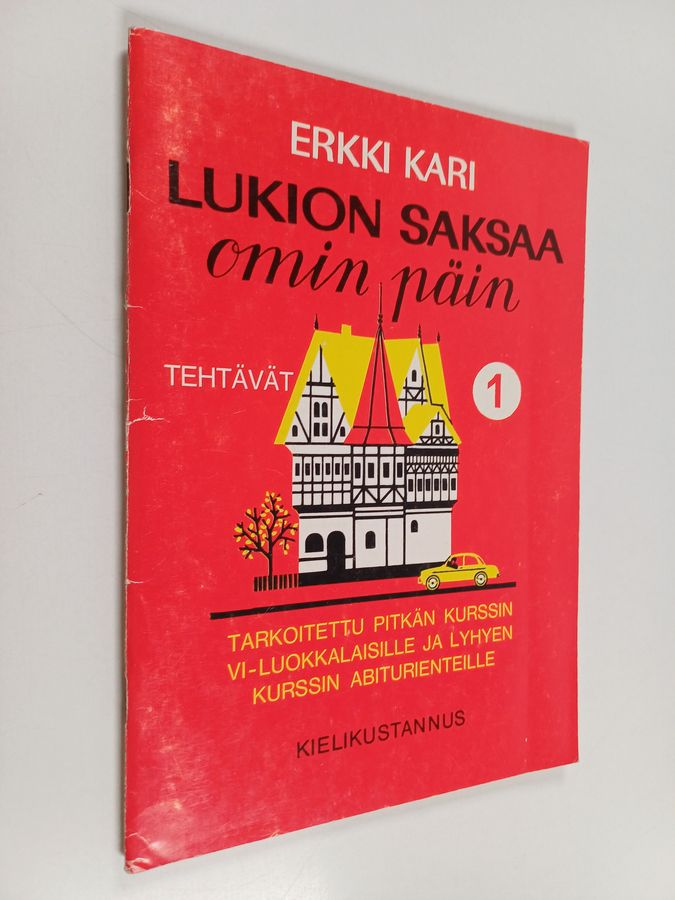 ERKKI KARI
LUKION SAKSAA
omin päin
TEHTÄVÄT
1
TARKOITETTU PITKÄN KURSSIN
VI-LUOKKALAISILLE JA LYHYEN
KURSSIN ABITURIENTEILLE
KIELIKUSTANNUS